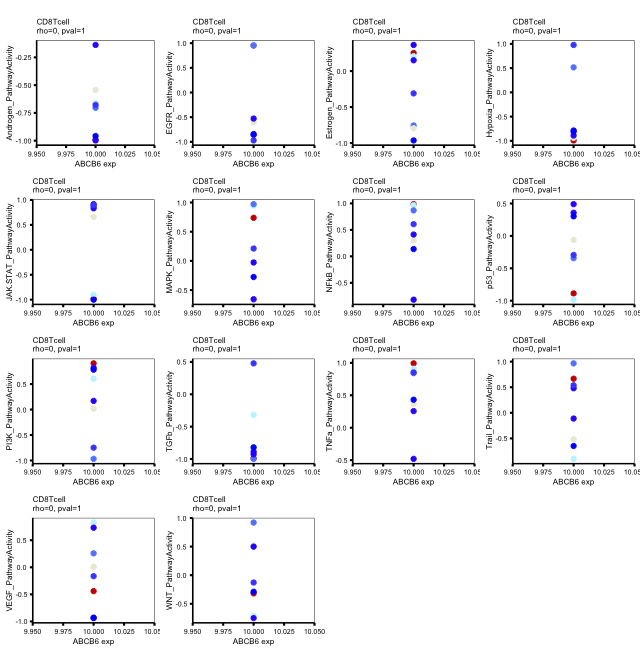 CD8Tcell
rho=0, pval=1
Androgen_PathwayActivity
-0.25
-0.50
-0.75
-1.00
9.950 9.975 10.000 10.025 10.05
ABCB6 exp
CD8Tcell
rho=0, pval=1
EGFR_PathwayActivity
1.0
0.5
0.0
-0.5
-1.0
9.950 9.975 10.000 10.025 10.05
ABCB6 exp
CD8Tcell
rho=0, pval=1
Estrogen_PathwayActivity
0.0
-0.5
-1.0
9.950 9.975 10.000 10.025 10.05
ABCB6 exp
CD8Tcell
rho=0, pval=1
Hypoxia_PathwayActivity
1.0
0.5
0.0
-0.5
-1.0
9.950 9.975 10.000 10.025 10.050
ABCB6 exp
CD8Tcell
rho=0, pval=1
JAK.STAT_PathwayActivity
1.0
0.5
0.0
-0.5
-1.0
9.950 9.975 10.000 10.025 10.05
ABCB6 exp
CD8Tcell
rho=0, pval=1
MAPK_PathwayActivity
1.0
0.5
0.0
-0.5
9.950 9.975 10.000 10.025 10.05
ABCB6 exp
CD8Tcell
rho=0, pval=1
NFkB_PathwayActivity
1.0
0.5
0.0
-0.5
9.950 9.975 10.000 10.025 10.05
ABCB6 exp
CD8Tcell
rho=0, pval=1
p53_PathwayActivity
0.5
0.0
-0.5
-1.0
9.950 9.975 10.000 10.025 10.050
ABCB6 exp
CD8Tcell
rho=0, pval=1
PI3K_PathwayActivity
0.5
0.0
-0.5
-1.0
9.950 9.975 10.000 10.025 10.05
ABCB6 exp
CD8Tcell
rho=0, pval=1
TGFb_PathwayActivity
0.5
0.0
-0.5
-1.0
9.950 9.975 10.000 10.025 10.05
ABCB6 exp
CD8Tcell
rho=0, pval=1
TNFa_PathwayActivity
1.0
0.5
0.0
-0.5
9.950 9.975 10.000 10.025 10.05
ABCB6 exp
CD8Tcell
rho=0, pval=1
Trail_PathwayActivity
1.0
0.5
0.0
-0.5
9.950 9.975 10.000 10.025 10.050
ABCB6 exp
CD8Tcell
rho=0, pval=1
VEGF_PathwayActivity
0.5
0.0
-0.5
-1.0
9.950 9.975 10.000 10.025 10.05
ABCB6 exp
CD8Tcell
rho=0, pval=1
WNT_PathwayActivity
1.0
0.5
0.0
-0.5
9.950 9.975 10.000 10.025 10.050
ABCB6 exp